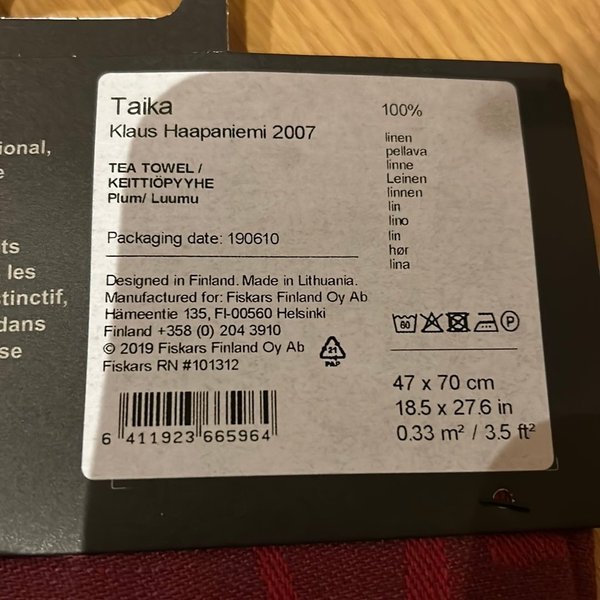 ional,
e
ts
les
tinctif,
dans
se
Taika
Klaus Haapaniemi 2007
TEA TOWEL /
KEITTIÖPYYHE
Plum/ Luumu
Packaging date: 190610
Designed in Finland. Made in Lithuania.
Manufactured for: Fiskars Finland Oy Ab
Hämeentie 135, FI-00560 Helsinki
Finland +358 (0) 204 3910
© 2019 Fiskars Finland Oy Ab
Fiskars RN #101312
21
PAP
6 411923 665964
100%
linen
pellava
linne
Leinen
linnen
lin
lino
lin
hør
lina
60
P
47 x 70 cm
18.5 x 27.6 in
0.33 m² / 3.5 ft²